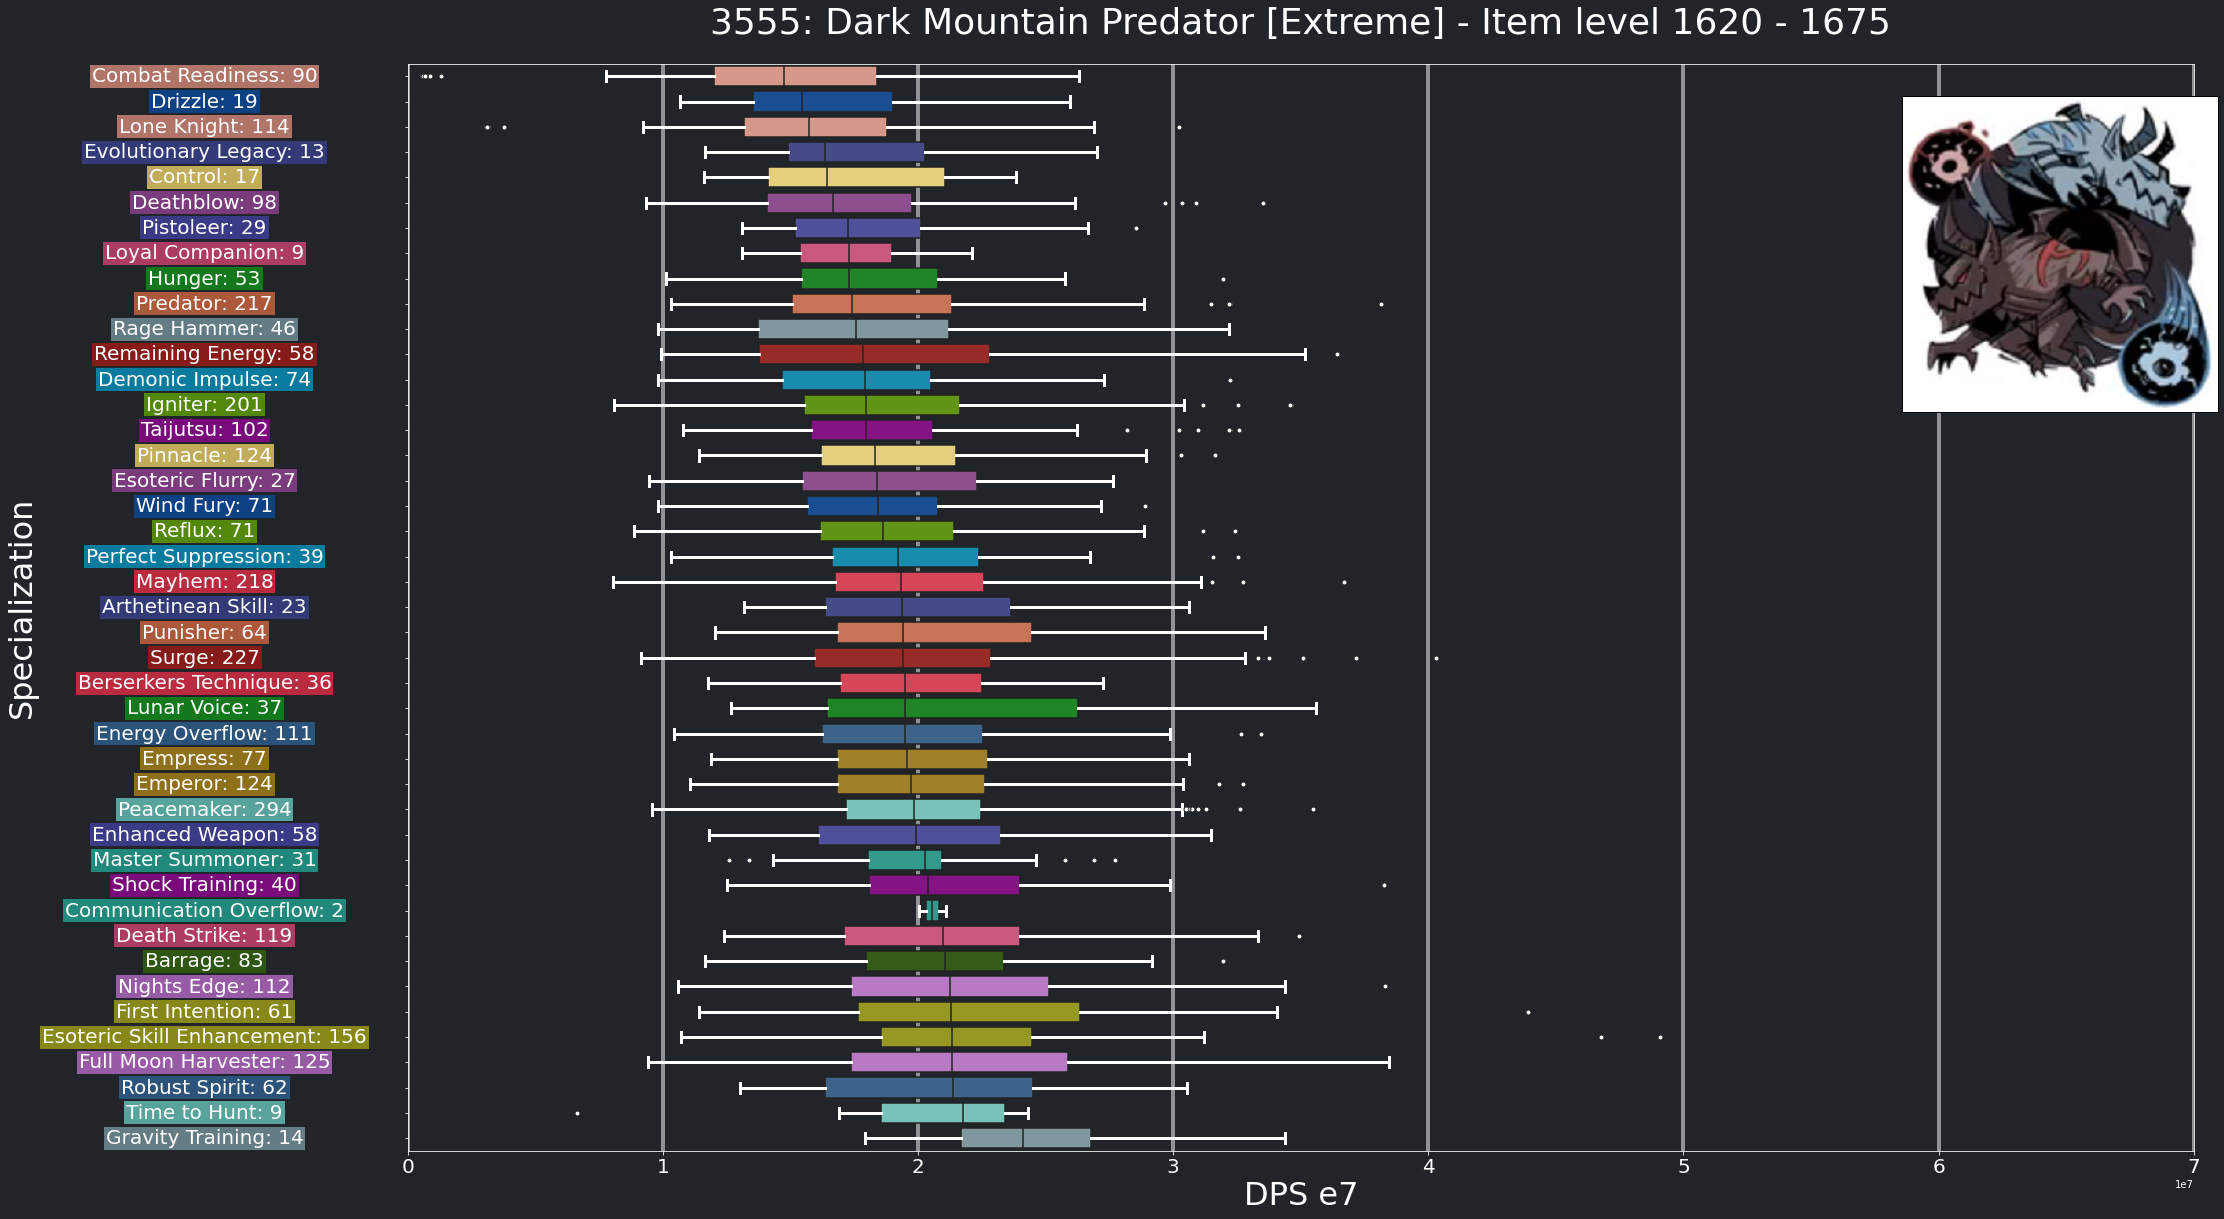 3555: Dark Mountain Predator [Extreme] - Item level 1620 - 1675
Specialization
Combat Readiness: 90
Drizzle: 19
Lone Knight: 114
Evolutionary Legacy: 13
Control: 17
Deathblow: 98
Pistoleer: 29
Loyal Companion: 9
Hunger: 53
Predator: 217
Rage Hammer: 46
Remaining Energy: 58
Demonic Impulse: 74
Igniter: 201
Taijutsu: 102
Pinnacle: 124
Esoteric Flurry: 27
Wind Fury: 71
Reflux: 71
Perfect Suppression: 39
Mayhem: 218
Arthetinean Skill: 23
Punisher: 64
Surge: 227
Berserkers Technique: 36
Lunar Voice: 37
Energy Overflow: 111
Empress: 77
Emperor: 124
Peacemaker: 294
Enhanced Weapon: 58
Master Summoner: 31
Shock Training: 40
Communication Overflow: 2
Death Strike: 119
Barrage: 83
Nights Edge: 112
First Intention: 61
Esoteric Skill Enhancement: 156
Full Moon Harvester: 125
Robust Spirit: 62
Time to Hunt: 9
Gravity Training: 14
0 1 2 3 4 5 6 7
DPS e7
1e7